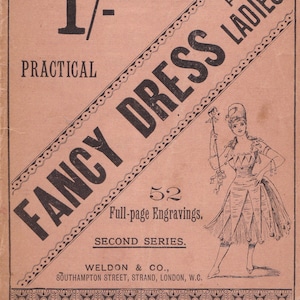 1/-
PRACTICAL
FANCY DRESS
LADIES
52
Full-page Engravings.
SECOND SERIES.
WELDON & CO.,
SOUTHAMPTON STREET, STRAND, LONDON, W.C.